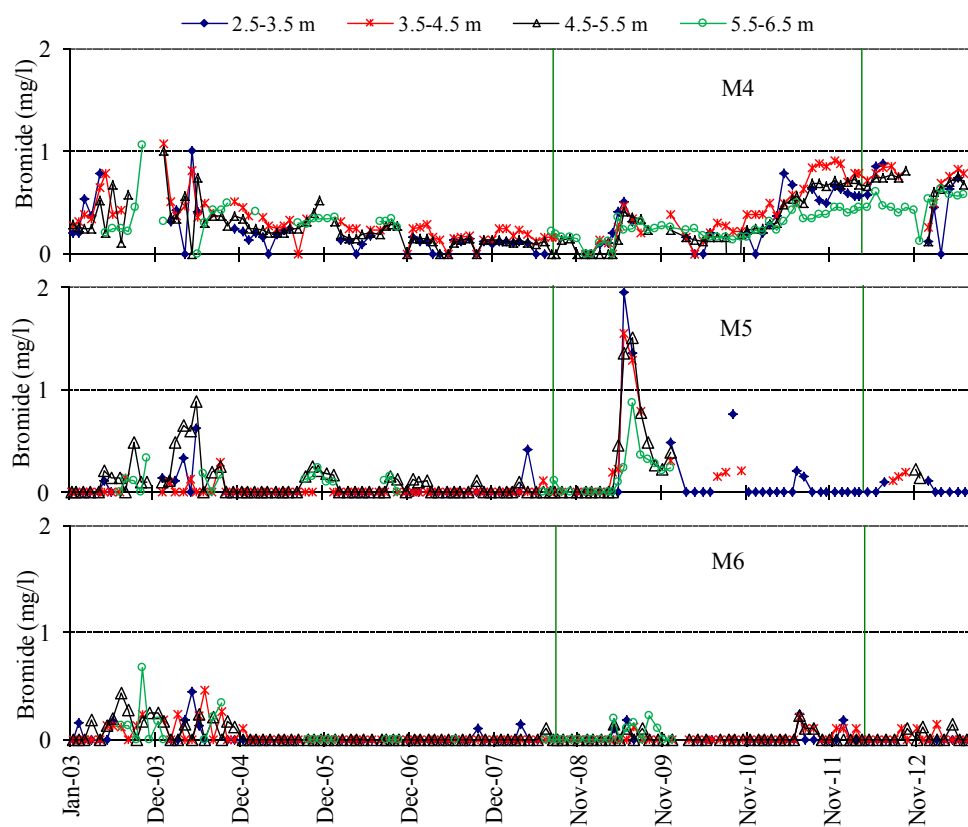 2.5-3.5 m 3.5-4.5 m 4.5-5.5 m 5.5-6.5 m
2
1
0
Bromide (mg/l)
M4
2
1
0
Bromide (mg/l)
M5
2
1
0
Bromide (mg/l)
M6
Jan-03 Dec-03 Dec-04 Dec-05 Dec-06 Dec-07 Nov-08 Nov-09 Nov-10 Nov-11 Nov-12